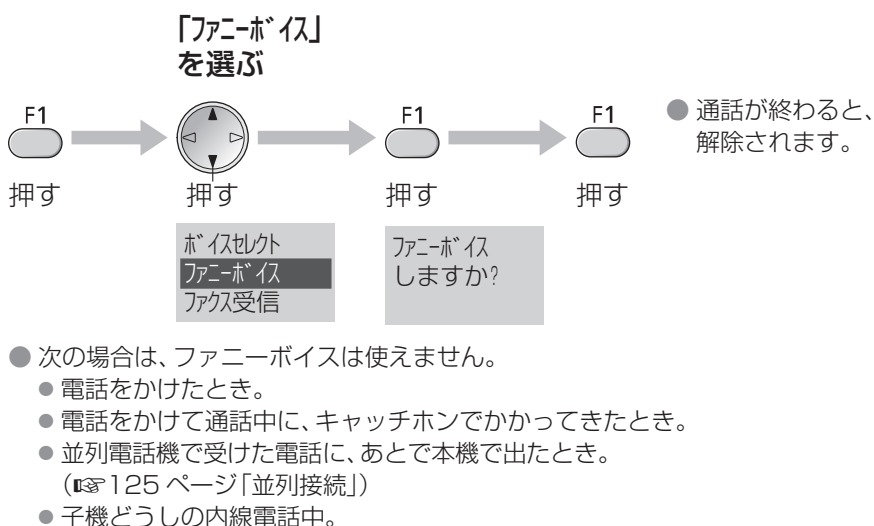 「ファニーボイス」
を選ぶ
F1
F1
F1
押す
押す
押す
押す
● 通話が終わると、
解除されます。
ボイスセレクト
ファニーボイス
ファクス受信
ファニーボイス
しますか?
● 次の場合は、ファニーボイスは使えません。
● 電話をかけたとき。
● 電話をかけて通話中に、キャッチホンでかかってきたとき。
● 並列電話機で受けた電話に、あとで本機で出たとき。
(☞125 ページ「並列接続」)
● 子機どうしの内線電話中。